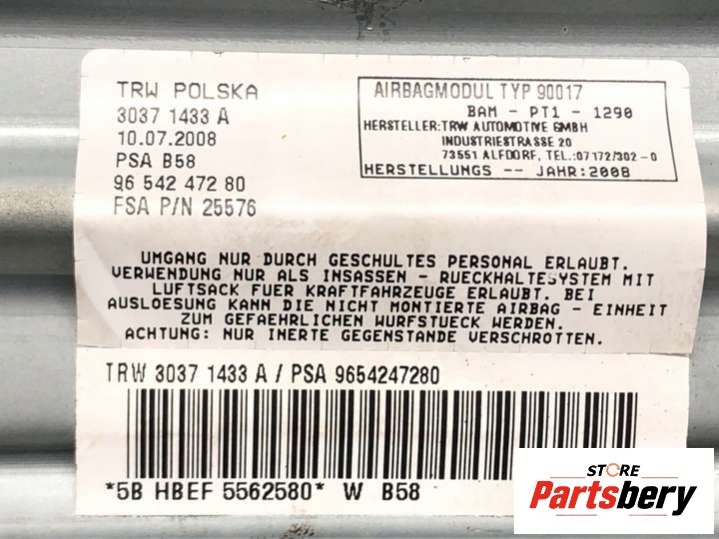 TRW POLSKA
3037 1433 A
10.07.2008
PSA B58
96 542 472 80
FSA P/N 25576
AIRBAGMODUL TYP 90017
BAM - PT1 - 1290
HERSTELLER:TRW AUTOMOTIVE GMBH
INDUSTRIESTRASSE 20
73551 ALFDORF, TEL.:07172/302-0
HERSTELLUNGS -- JAHR:2008
UMGANG NUR DURCH GESCHULTES PERSONAL ERLAUBT.
VERWENDUNG NUR ALS INSASSEN - RUECKHALTESYSTEM MIT
LUFTSACK FUER KRAFTFAHRZEUGE ERLAUBT. BEI
AUSLOESUNG KANN DIE NICHT MONTIERTE AIRBAG - EINHEIT
ZUM GEFAEHRLICHEN WURFSTUECK WERDEN.
ACHTUNG: NUR INERTE GEGENSTANDE VERSCHROTTEN.
TRW 3037 1433 A / PSA 9654247280
*5B HBEF 5562580* W B58
STORE
Partsbery